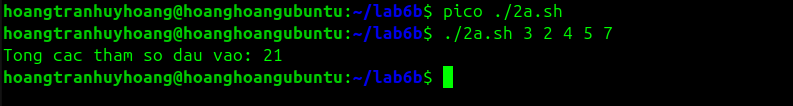 hoangtranhuyhoang@hoanghoangubuntu:~/lab6b$ pico ./2a.sh
hoangtranhuyhoang@hoanghoangubuntu:~/lab6b$ ./2a.sh 3 2 4 5 7
Tong cac tham so dau vao: 21
hoangtranhuyhoang@hoanghoangubuntu:~/lab6b$